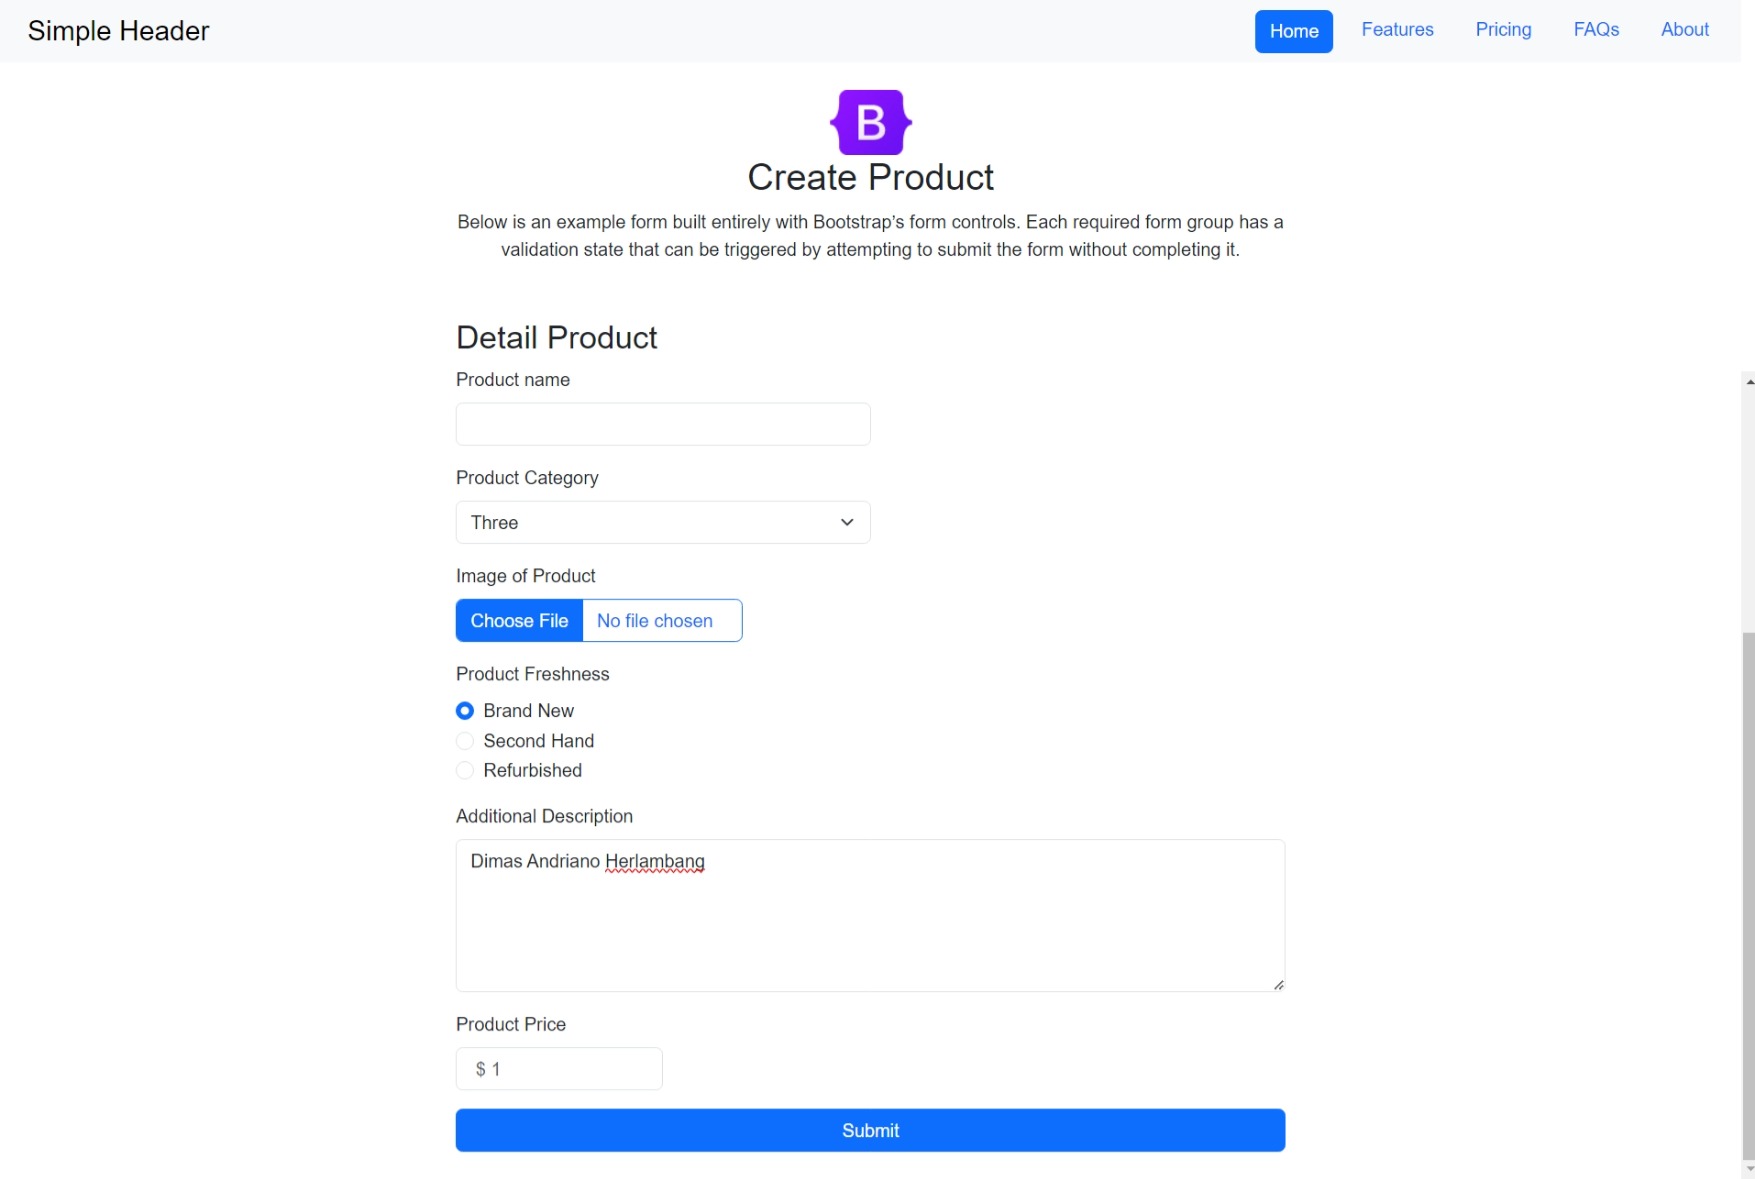 Simple Header
Home Features Pricing FAQs About
B
Create Product
Below is an example form built entirely with Bootstrap's form controls. Each required form group has a
validation state that can be triggered by attempting to submit the form without completing it.
Detail Product
Product name
Product Category
Three
Image of Product
Choose File No file chosen
Product Freshness
Brand New
Second Hand
Refurbished
Additional Description
Dimas Andriano Herlambang
Product Price
$ 1
Submit